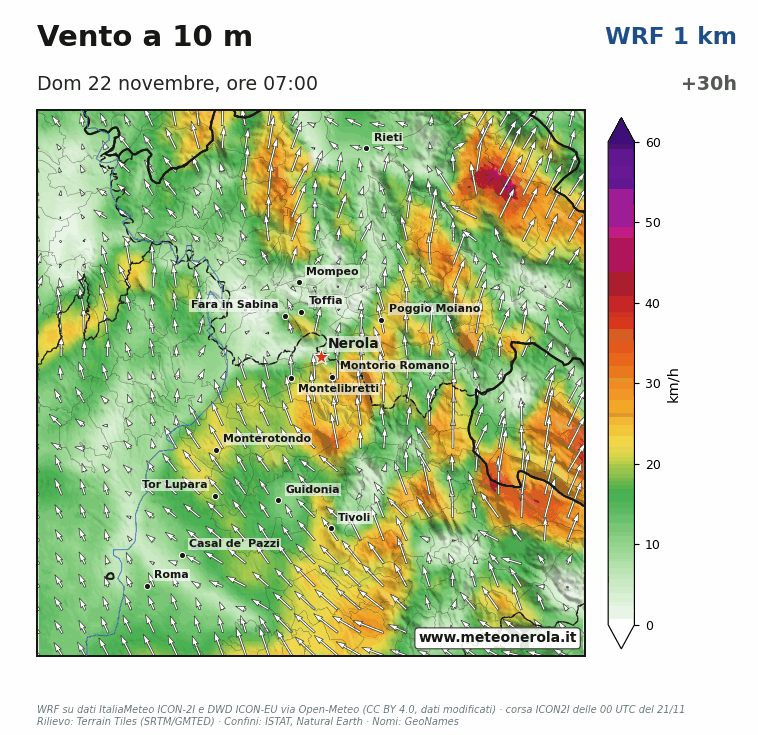 Vento a 10 m
WRF 1 km
Dom 22 novembre, ore 07:00
+30h
Rieti
Mompeo
Fara in Sabina
Toffia
Poggio Moiano
Nerola
Montorio Romano
Montelibretti
Monterotondo
Tor Lupara
Guidonia
Tivoli
Casal de' Pazzi
Roma
www.meteonerola.it
60
50
40
30
20
10
0
km/h
WRF su dati ItaliaMeteo ICON-2I e DWD ICON-EU via Open-Meteo (CC BY 4.0, dati modificati) · corsa ICON2I delle 00 UTC del 21/11
Rilievo: Terrain Tiles (SRTM/GMTED) · Confini: ISTAT, Natural Earth · Nomi: GeoNames